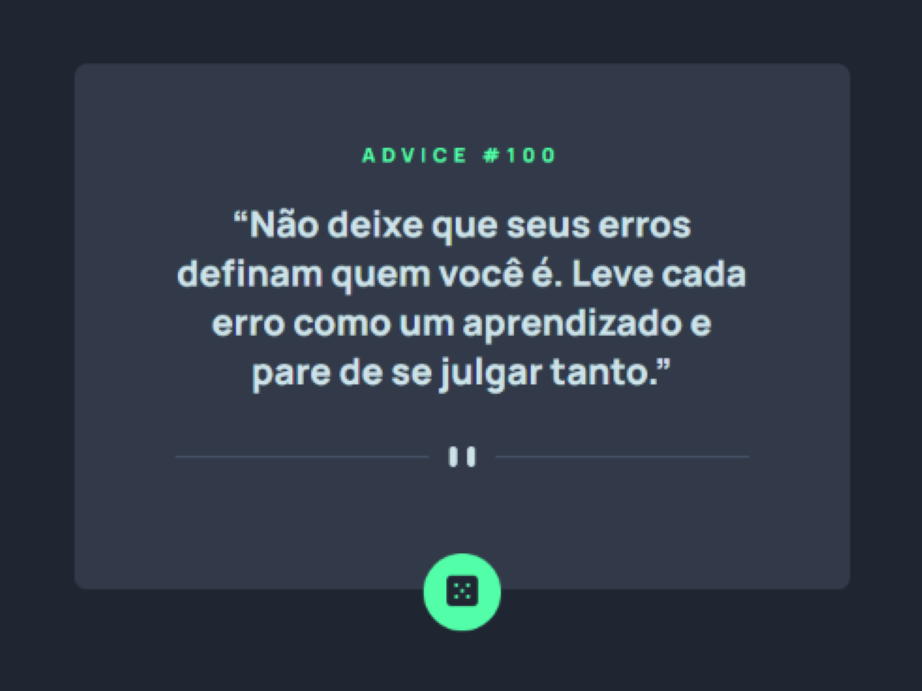 ADVICE #100
“Não deixe que seus erros
definam quem você é. Leve cada
erro como um aprendizado e
pare de se julgar tanto.”